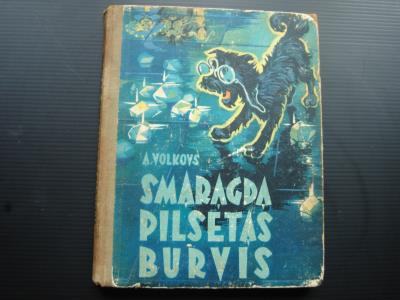 A. VOLKOVS
SMARAGDA
PILSĒTAS
BURVIS